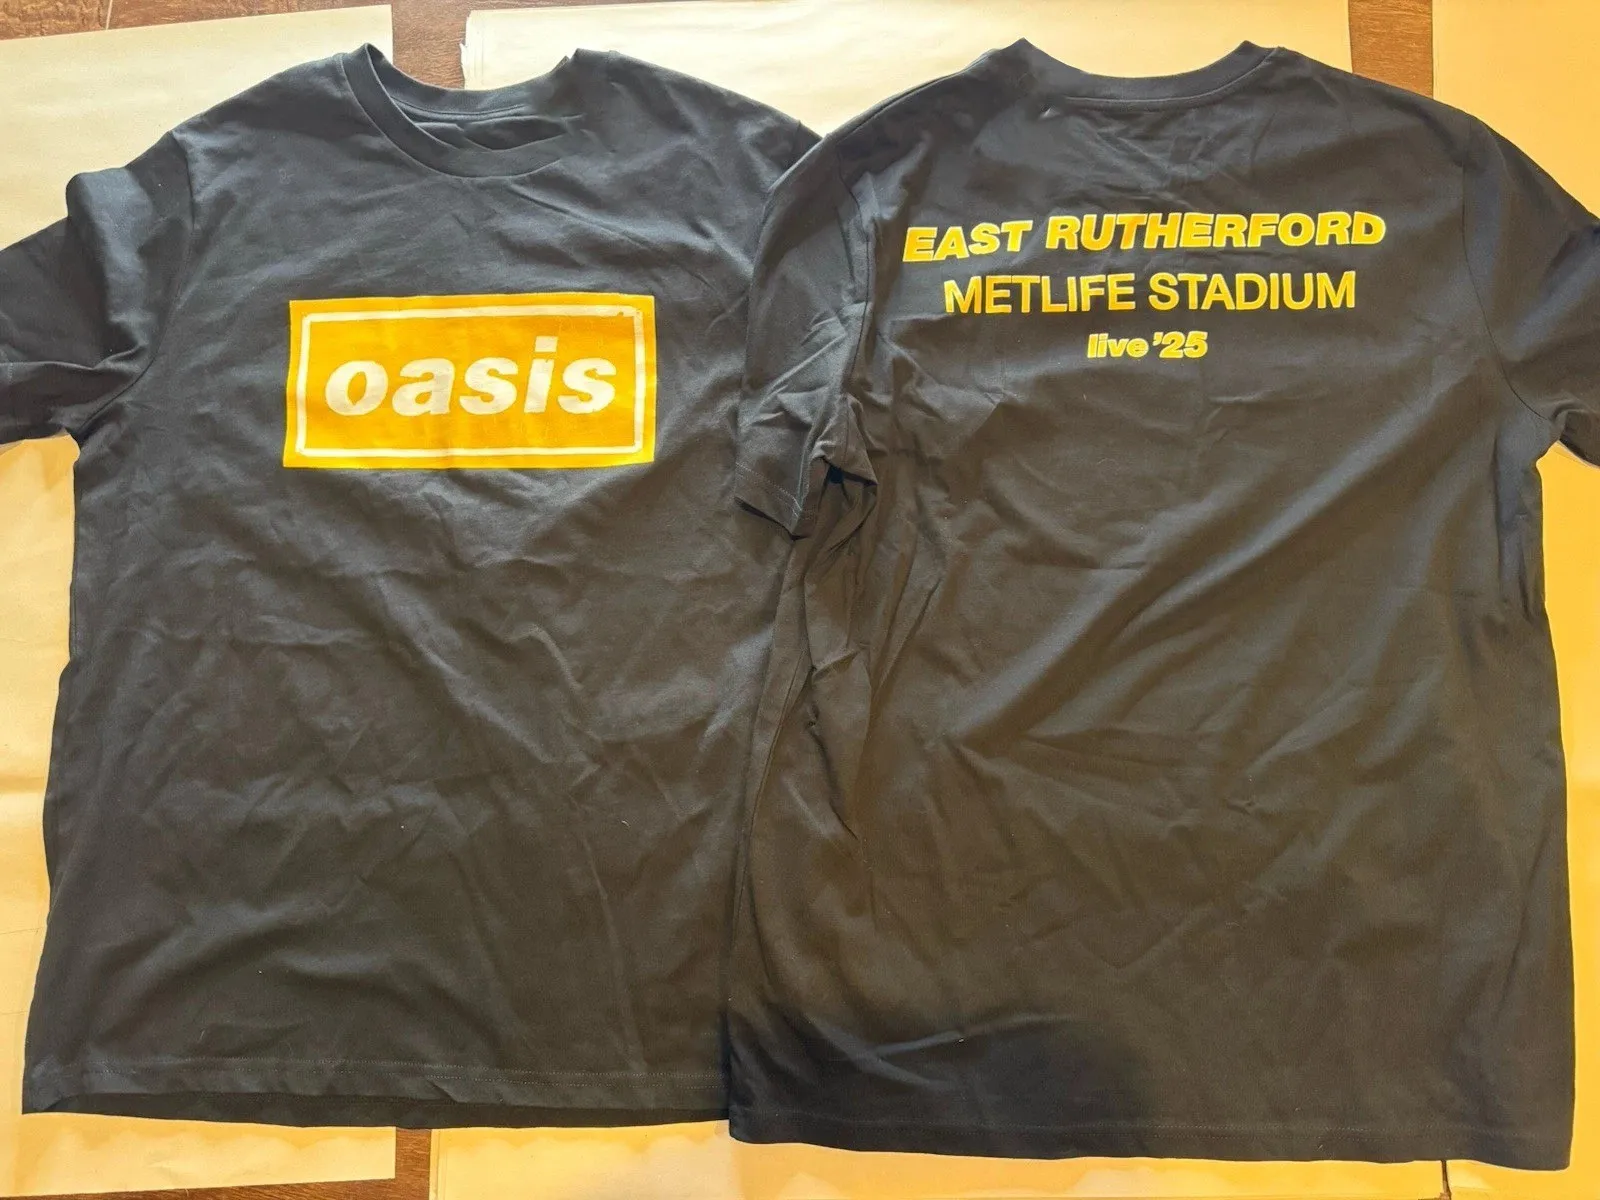 oasis
EAST RUTHERFORD
METLIFE STADIUM
live '25